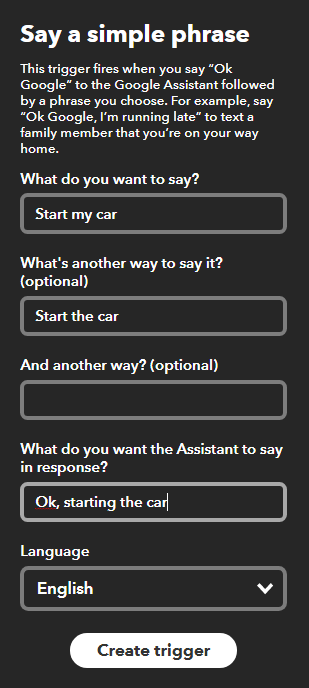 Say a simple phrase
This trigger fires when you say “Ok
Google” to the Google Assistant followed
by a phrase you choose. For example, say
“Ok Google, I’m running late” to text a
family member that you’re on your way
home.
What do you want to say?
Start my car
What's another way to say it?
(optional)
Start the car
And another way? (optional)
What do you want the Assistant to say
in response?
Ok, starting the car
Language
English
Create trigger